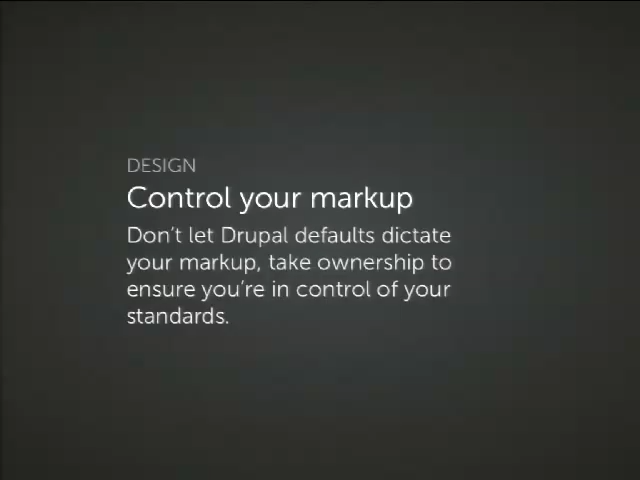 DESIGN
Control your markup
Don't let Drupal defaults dictate
your markup, take ownership to
ensure you're in control of your
standards.